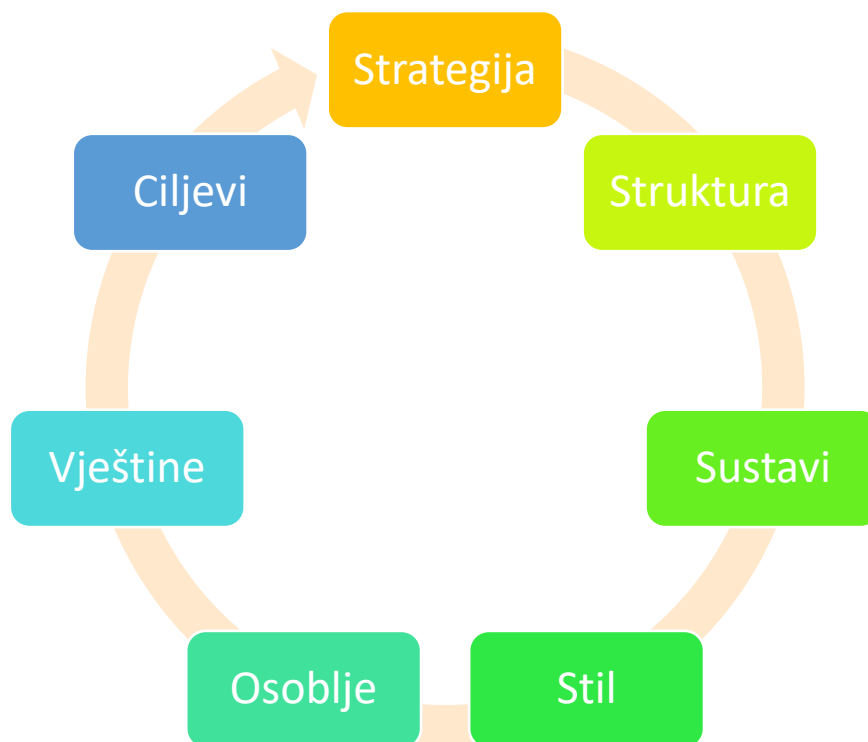 Strategija
Struktura
Sustavi
Stil
Osoblje
Vještine
Ciljevi